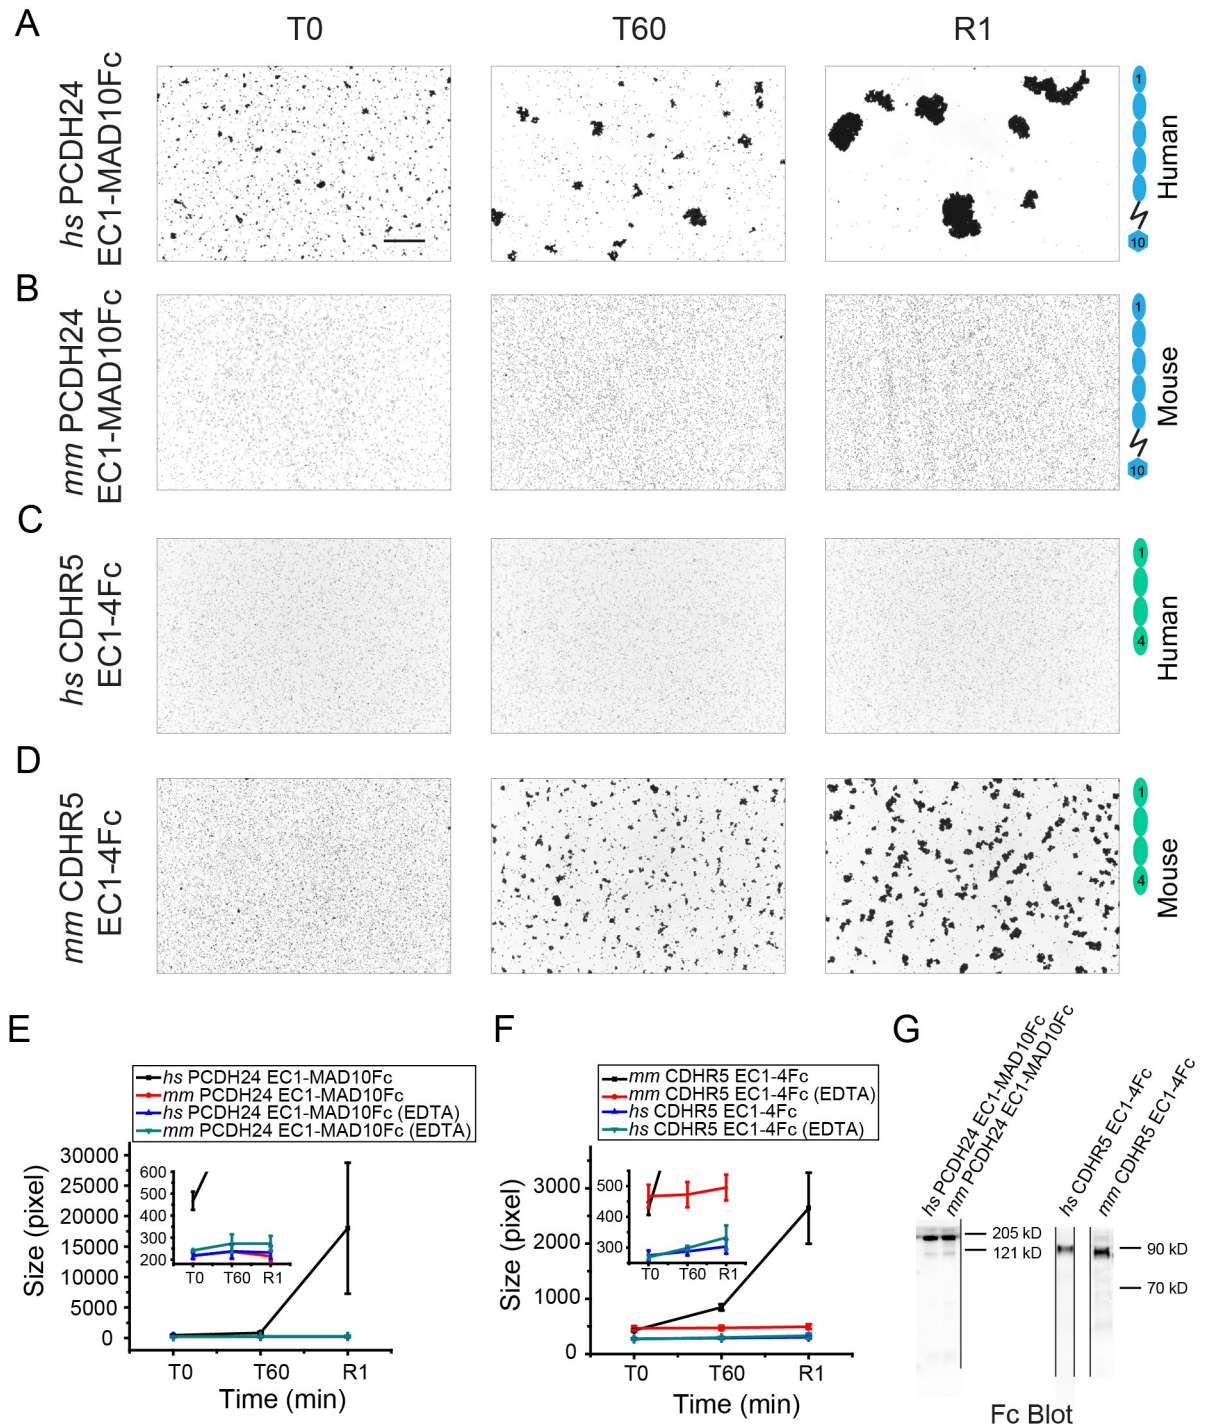 A
T0
T60
R1
hs PCDH24
EC1-MAD10Fc
1
10
Human
B
mm PCDH24
EC1-MAD10Fc
1
10
Mouse
C
hs CDHR5
EC1-4Fc
1
4
Human
D
mm CDHR5
EC1-4Fc
1
4
Mouse
E
hs PCDH24 EC1-MAD10Fc
mm PCDH24 EC1-MAD10Fc
hs PCDH24 EC1-MAD10Fc (EDTA)
mm PCDH24 EC1-MAD10Fc (EDTA)
Size (pixel)
30000
25000
20000
15000
10000
5000
0
600
500
400
300
200
T0 T60 R1
T0 T60 R1
Time (min)
F
mm CDHR5 EC1-4Fc
mm CDHR5 EC1-4Fc (EDTA)
hs CDHR5 EC1-4Fc
hs CDHR5 EC1-4Fc (EDTA)
Size (pixel)
3000
2000
1000
0
500
400
300
T0 T60 R1
T0 T60 R1
Time (min)
G
hs PCDH24 EC1-MAD10Fc
mm PCDH24 EC1-MAD10Fc
hs CDHR5 EC1-4Fc
mm CDHR5 EC1-4Fc
205 kD
121 kD
90 kD
70 kD
Fc Blot